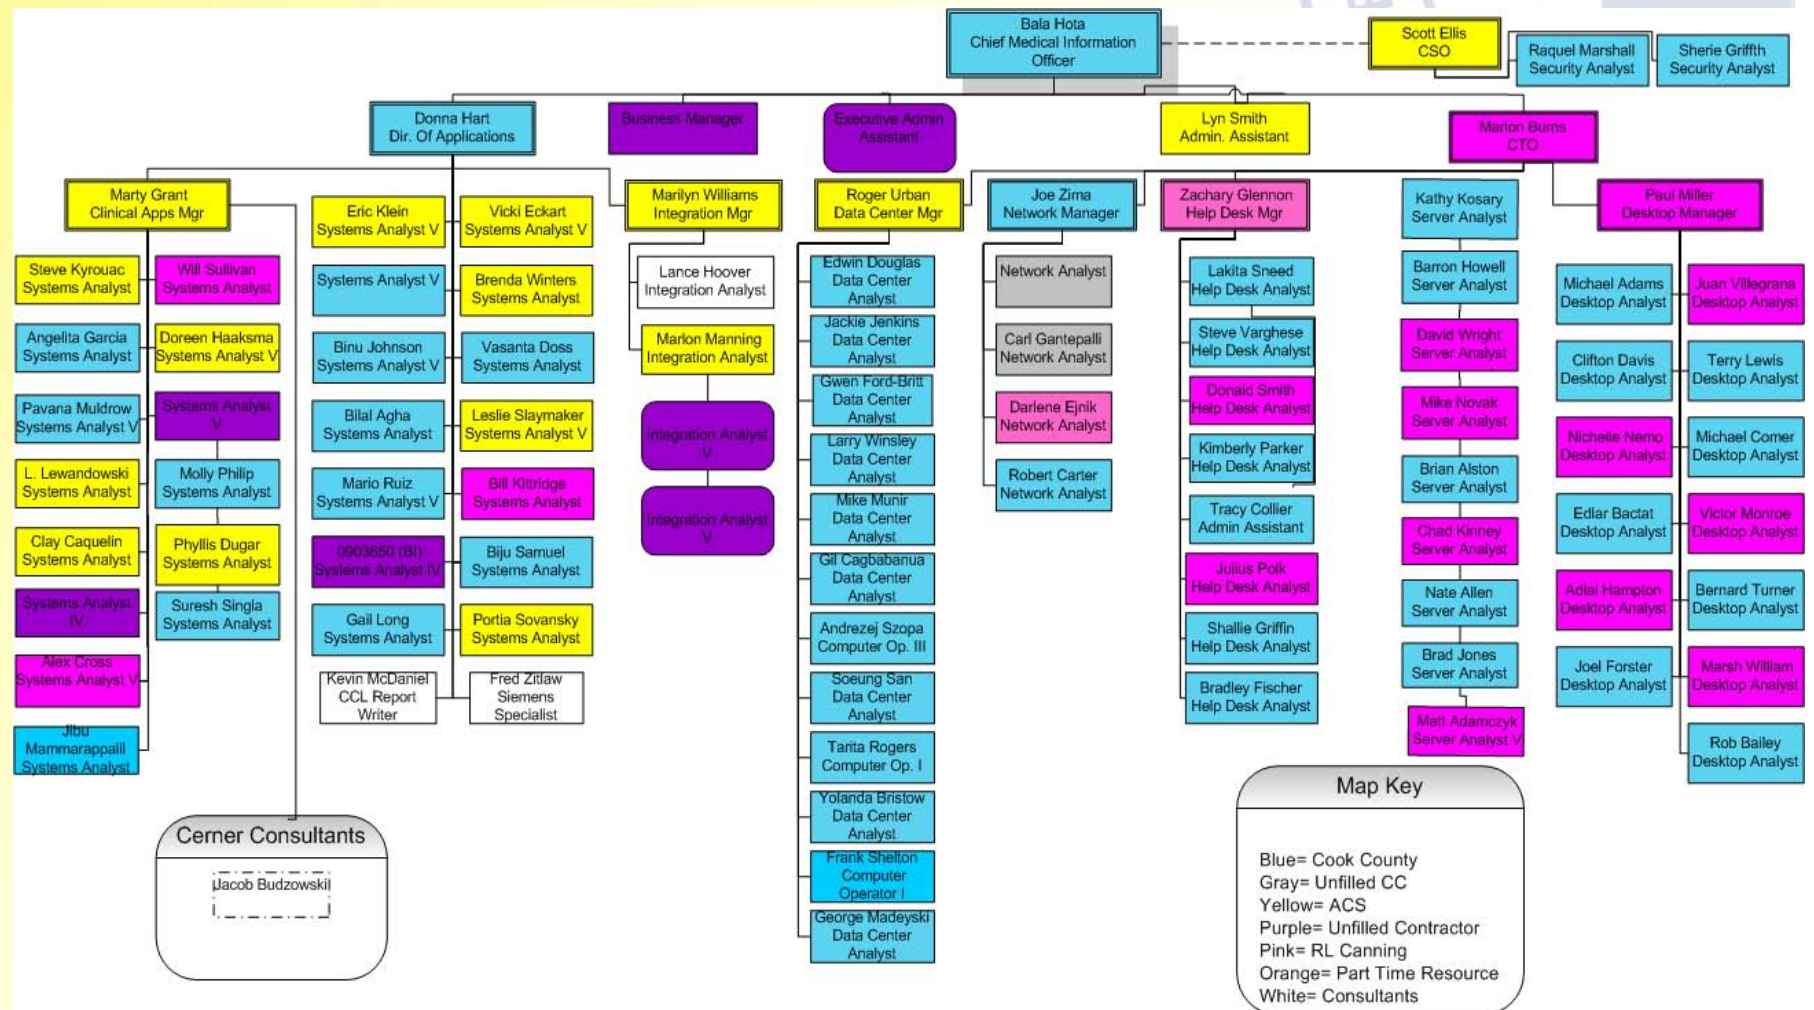 Bala Hota
Chief Medical Information
Officer
Scott Ellis
CSO
Raquel Marshall
Security Analyst
Sherie Griffth
Security Analyst
Donna Hart
Dir. Of Applications
Business Manager
Executive Admin
Assistant
Lyn Smith
Admin. Assistant
Marlon Burns
CTO
Marty Grant
Clinical Apps Mgr
Steve Kyrouac
Systems Analyst
Will Sullivan
Systems Analyst
Angelita Garcia
Systems Analyst
Doreen Haaksma
Systems Analyst V
Pavana Muldrow
Systems Analyst V
Systems Analyst
V
L. Lewandowski
Systems Analyst
Molly Philip
Systems Analyst
Clay Caquelin
Systems Analyst
Phyllis Dugar
Systems Analyst
Systems Analyst
IV
Suresh Singla
Systems Analyst
Alex Cross
Systems Analyst V
Jibu
Mammarappalil
Systems Analyst
Cerner Consultants
Jacob Budzowski
Eric Klein
Systems Analyst V
Vicki Eckart
Systems Analyst V
Systems Analyst V
Brenda Winters
Systems Analyst
Binu Johnson
Systems Analyst V
Vasanta Doss
Systems Analyst
Bilal Agha
Systems Analyst
Leslie Slaymaker
Systems Analyst V
Mario Ruiz
Systems Analyst V
Bill Kittridge
Systems Analyst
0903650 (BI)
Systems Analyst IV
Biju Samuel
Systems Analyst
Gail Long
Systems Analyst
Portia Sovansky
Systems Analyst
Kevin McDaniel
CCL Report
Writer
Fred Zitlaw
Siemens
Specialist
Marilyn Williams
Integration Mgr
Lance Hoover
Integration Analyst
Marlon Manning
Integration Analyst
Integration Analyst
V
Integration Analyst
V
Roger Urban
Data Center Mgr
Edwin Douglas
Data Center
Analyst
Jackie Jenkins
Data Center
Analyst
Gwen Ford-Britt
Data Center
Analyst
Larry Winsley
Data Center
Analyst
Mike Munir
Data Center
Analyst
Gil Cagbabanua
Data Center
Analyst
Andrezej Szopa
Computer Op. III
Soeung San
Data Center
Analyst
Tarita Rogers
Computer Op. I
Yolanda Bristow
Data Center
Analyst
Frank Shelton
Computer
Operator I
George Madeyski
Data Center
Analyst
Joe Zima
Network Manager
Network Analyst
Carl Gantepalli
Network Analyst
Darlene Ejnik
Network Analyst
Robert Carter
Network Analyst
Zachary Glennon
Help Desk Mgr
Lakita Sneed
Help Desk Analyst
Steve Varghese
Help Desk Analyst
Donald Smith
Help Desk Analyst
Kimberly Parker
Help Desk Analyst
Tracy Collier
Admin Assistant
Julius Polk
Help Desk Analyst
Shallie Griffin
Help Desk Analyst
Bradley Fischer
Help Desk Analyst
Kathy Kosary
Server Analyst
Barron Howell
Server Analyst
David Wright
Server Analyst
Mike Novak
Server Analyst
Brian Alston
Server Analyst
Chad Kinney
Server Analyst
Nate Allen
Server Analyst
Brad Jones
Server Analyst
Matt Adamczyk
Server Analyst V
Paul Miller
Desktop Manager
Michael Adams
Desktop Analyst
Juan Villegrana
Desktop Analyst
Clifton Davis
Desktop Analyst
Terry Lewis
Desktop Analyst
Nichelle Nemo
Desktop Analyst
Michael Comer
Desktop Analyst
Edlar Bactat
Desktop Analyst
Victor Monroe
Desktop Analyst
Adlai Hampton
Desktop Analyst
Bernard Turner
Desktop Analyst
Joel Forster
Desktop Analyst
Marsh William
Desktop Analyst
Rob Bailey
Desktop Analyst
Map Key
Blue= Cook County
Gray= Unfilled CC
Yellow= ACS
Purple= Unfilled Contractor
Pink= RL Canning
Orange= Part Time Resource
White= Consultants